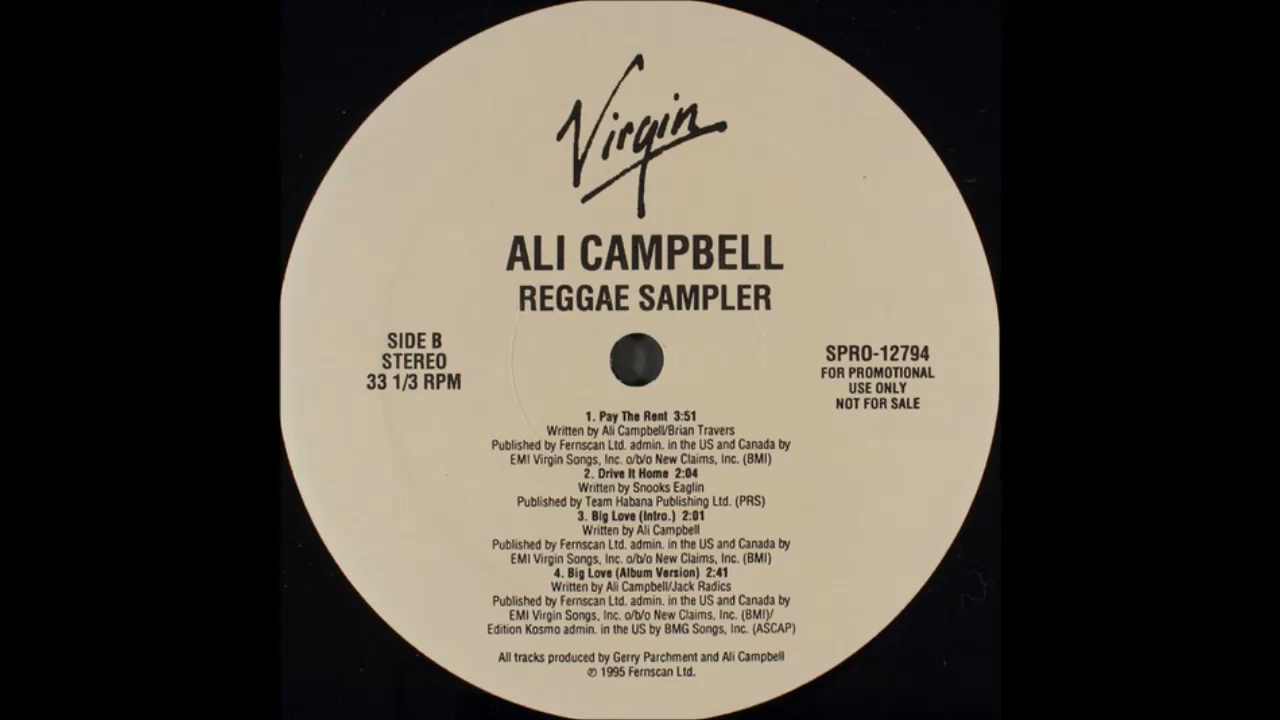 Virgin
ALI CAMPBELL
REGGAE SAMPLER
SIDE B
STEREO
33 1/3 RPM
SPRO-12794
FOR PROMOTIONAL
USE ONLY
NOT FOR SALE
1. Pay The Rent 3:51
Written by Ali Campbell/Brian Travers
Published by Fernscan Ltd. admin. in the US and Canada by
EMI Virgin Songs, Inc. o/b/o New Claims, Inc. (BMI)
2. Drive It Home 2:04
Written by Snooks Eaglin
Published by Team Habana Publishing Ltd. (PRS)
3. Big Love (Intro.) 2:01
Written by Ali Campbell
Published by Fernscan Ltd. admin. in the US and Canada by
EMI Virgin Songs, Inc. o/b/o New Claims, Inc. (BMI)
4. Big Love (Album Version) 2:41
Written by Ali Campbell/Jack Radics
Published by Fernscan Ltd. admin. in the US and Canada by
EMI Virgin Songs, Inc. o/b/o New Claims, Inc. (BMI)/
Edition Kosmo admin. in the US by BMG Songs, Inc. (ASCAP)
All tracks produced by Gerry Parchment and Ali Campbell
℗ 1995 Fernscan Ltd.